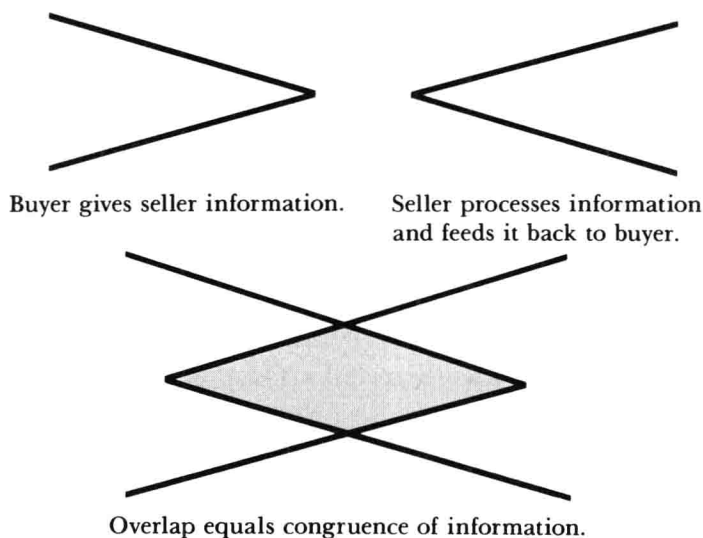 Buyer gives seller information.
Seller processes information
and feeds it back to buyer.
Overlap equals congruence of information.